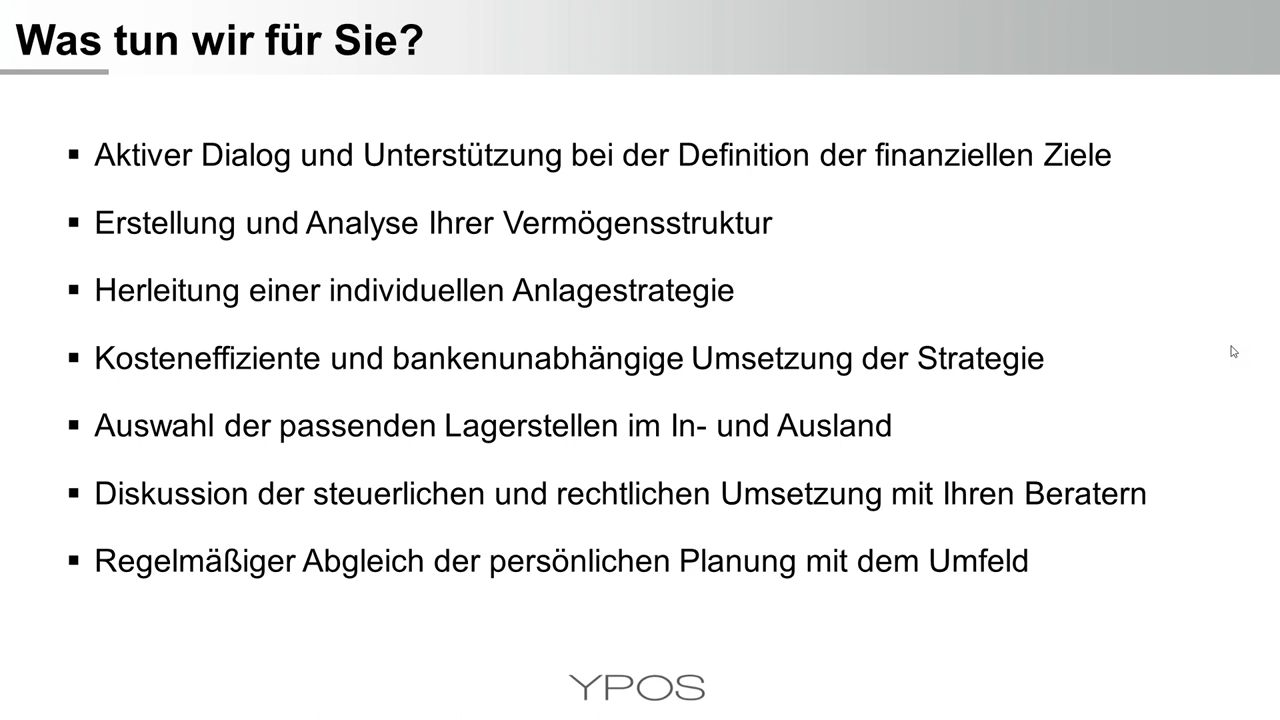 Was tun wir für Sie?
▪ Aktiver Dialog und Unterstützung bei der Definition der finanziellen Ziele
▪ Erstellung und Analyse Ihrer Vermögensstruktur
▪ Herleitung einer individuellen Anlagestrategie
▪ Kosteneffiziente und bankenunabhängige Umsetzung der Strategie
▪ Auswahl der passenden Lagerstellen im In- und Ausland
▪ Diskussion der steuerlichen und rechtlichen Umsetzung mit Ihren Beratern
▪ Regelmäßiger Abgleich der persönlichen Planung mit dem Umfeld
YPOS